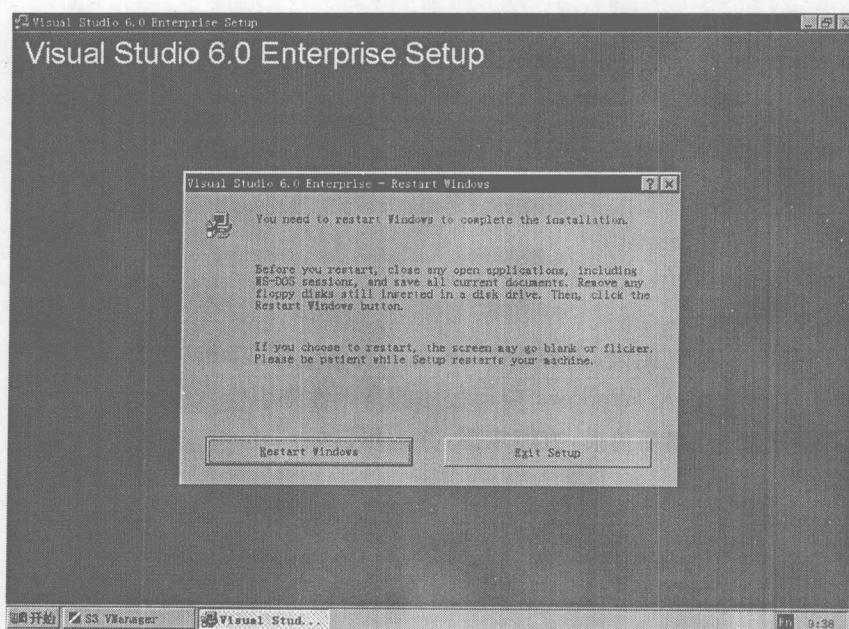 Visual Studio 6.0 Enterprise Setup
Visual Studio 6.0 Enterprise Setup
Visual Studio 6.0 Enterprise - Restart Windows
You need to restart Windows to complete the installation.
Before you restart, close any open applications, including
MS-DOS sessions, and save all current documents. Remove any
floppy disks still inserted in a disk drive. Then, click the
Restart Windows button.
If you choose to restart, the screen may go blank or flicker.
Please be patient while Setup restarts your machine.
Restart Windows
Exit Setup
开始
S3 VManager
Visual Stud...
En
9:38